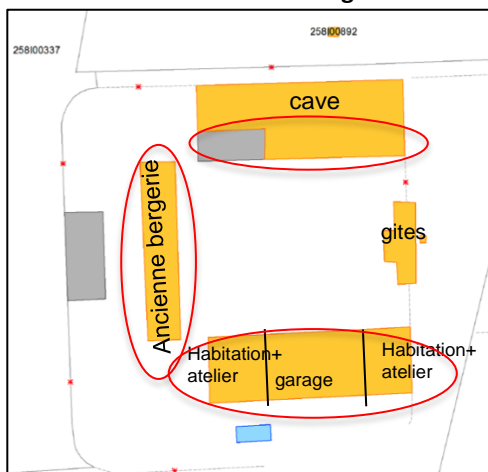 258I00892
258I00337
cave
Ancienne bergerie
gites
Habitation+
atelier
garage
Habitation+
atelier